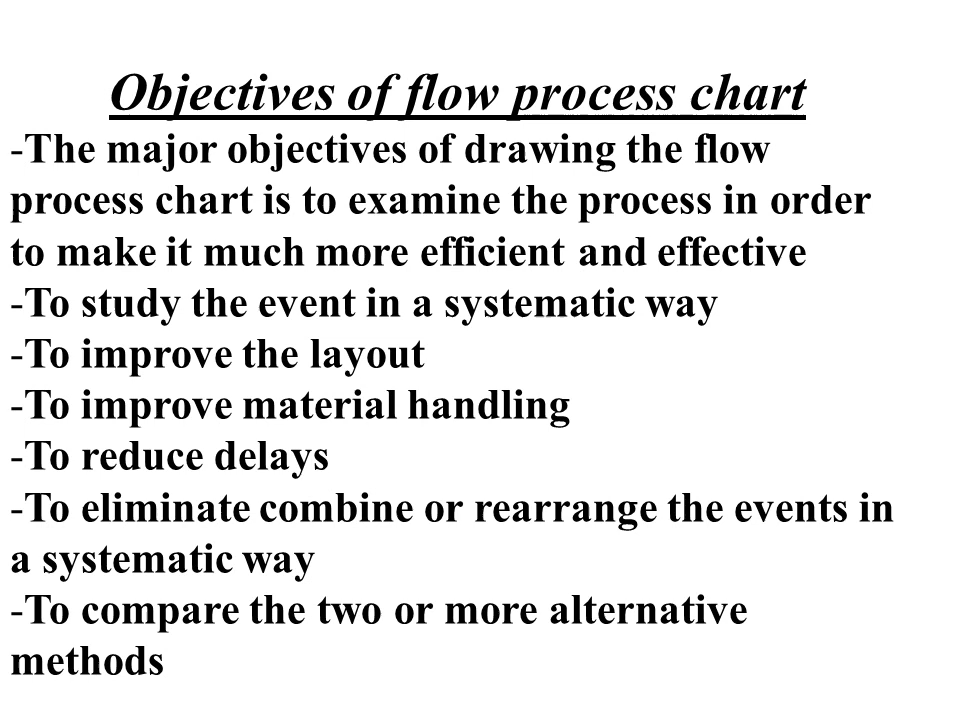 Objectives of flow process chart
-The major objectives of drawing the flow
process chart is to examine the process in order
to make it much more efficient and effective
-To study the event in a systematic way
-To improve the layout
-To improve material handling
-To reduce delays
-To eliminate combine or rearrange the events in
a systematic way
-To compare the two or more alternative
methods